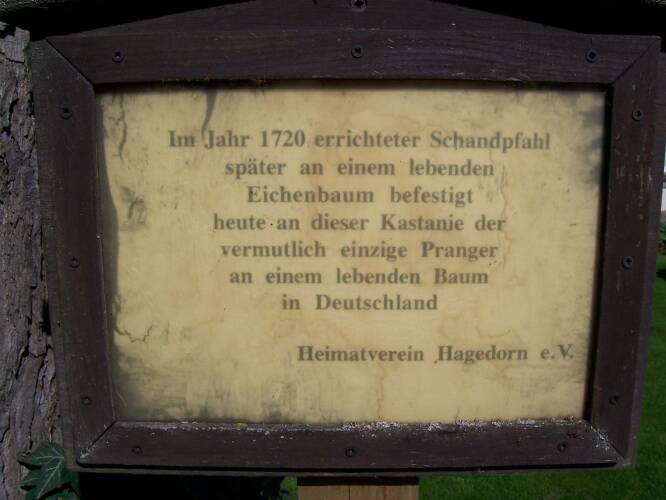 Im Jahr 1720 errichteter Schandpfahl
später an einem lebenden
Eichenbaum befestigt
heute an dieser Kastanie der
vermutlich einzige Pranger
an einem lebenden Baum
in Deutschland
Heimatverein Hagedorn e.V.